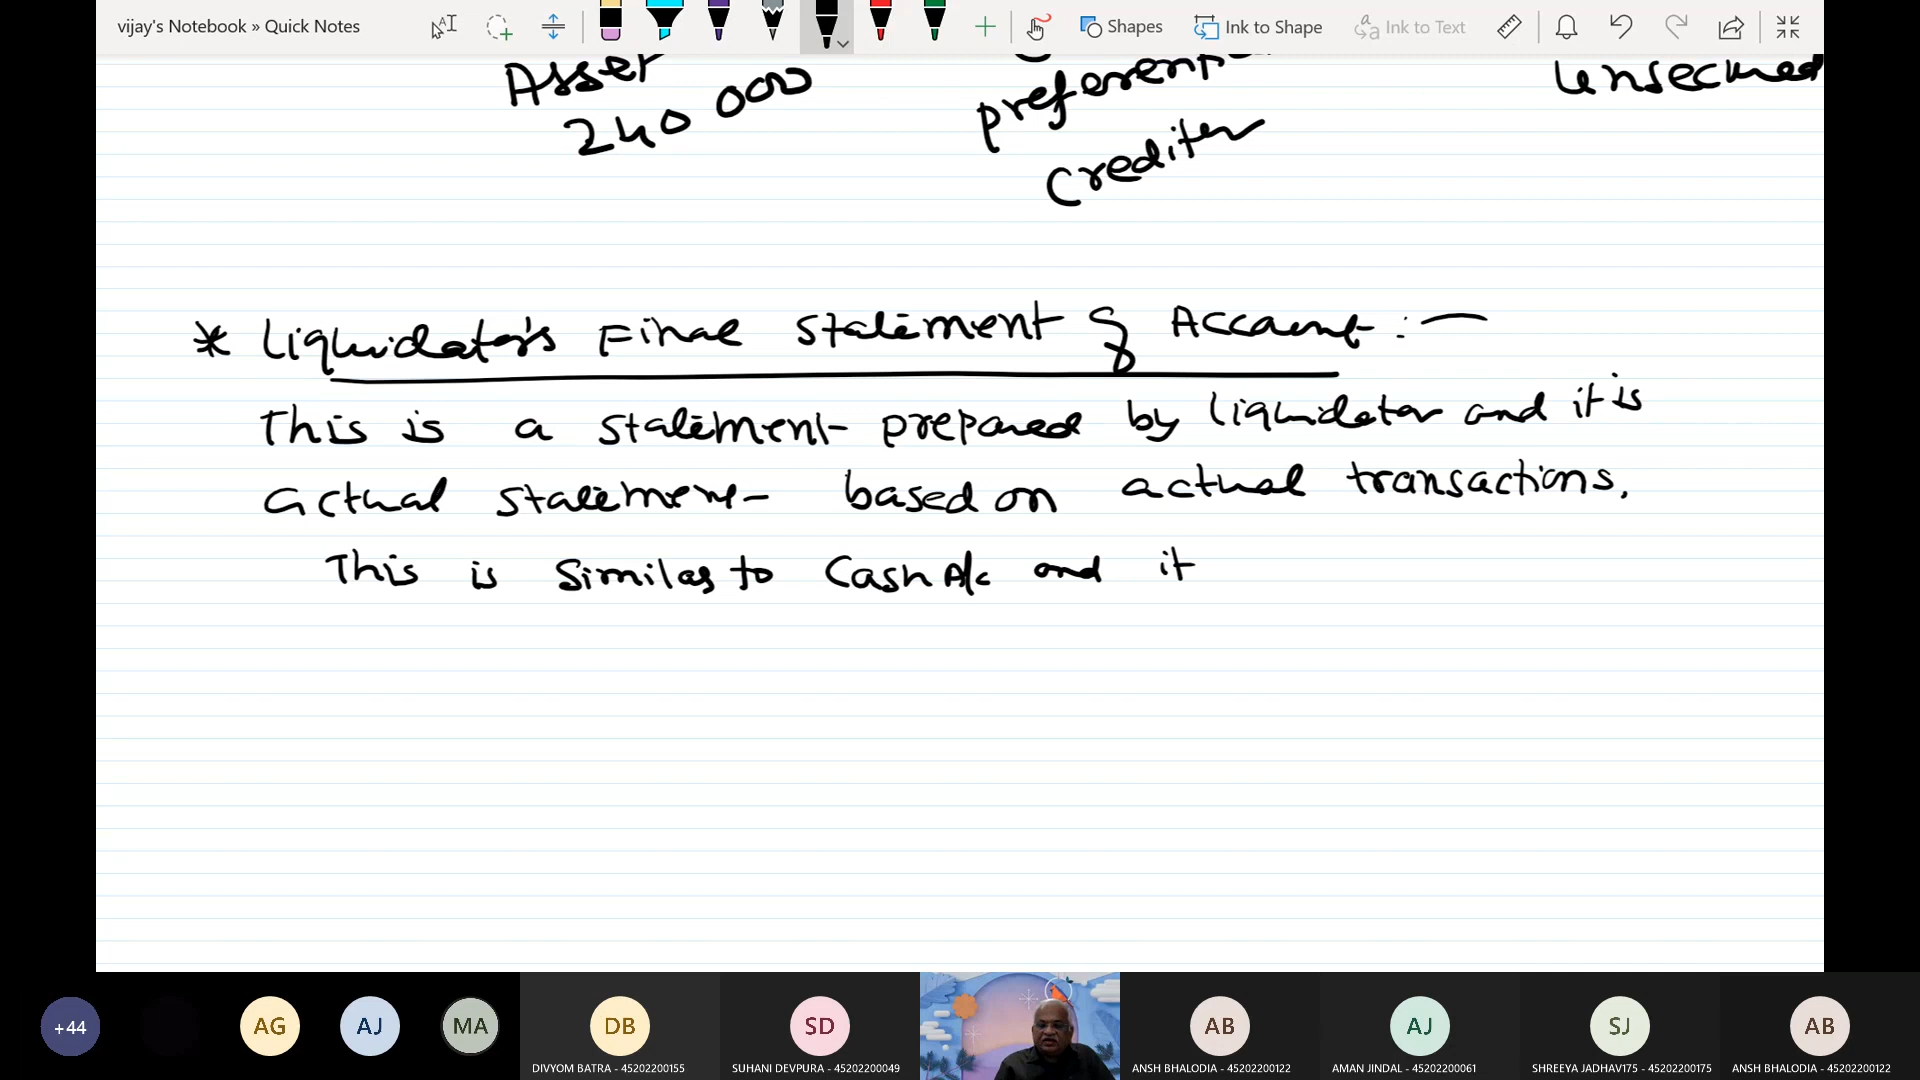 vijay's Notebook » Quick Notes
Shapes
Ink to Shape
Ink to Text
Asset
240 000
preferenti
Creditor
Unsecured
* Liquidator's Final Statement of Account :—
This is a statement prepared by liquidator and it is
actual statement based on actual transactions.
This is similar to Cash A/c and it
+44
AG
AJ
MA
DB
DIVYOM BATRA - 45202200155
SD
SUHANI DEVPURA - 45202200049
AB
ANSH BHALODIA - 45202200122
AJ
AMAN JINDAL - 45202200061
SJ
SHREEYA JADHAV175 - 45202200175
AB
ANSH BHALODIA - 45202200122